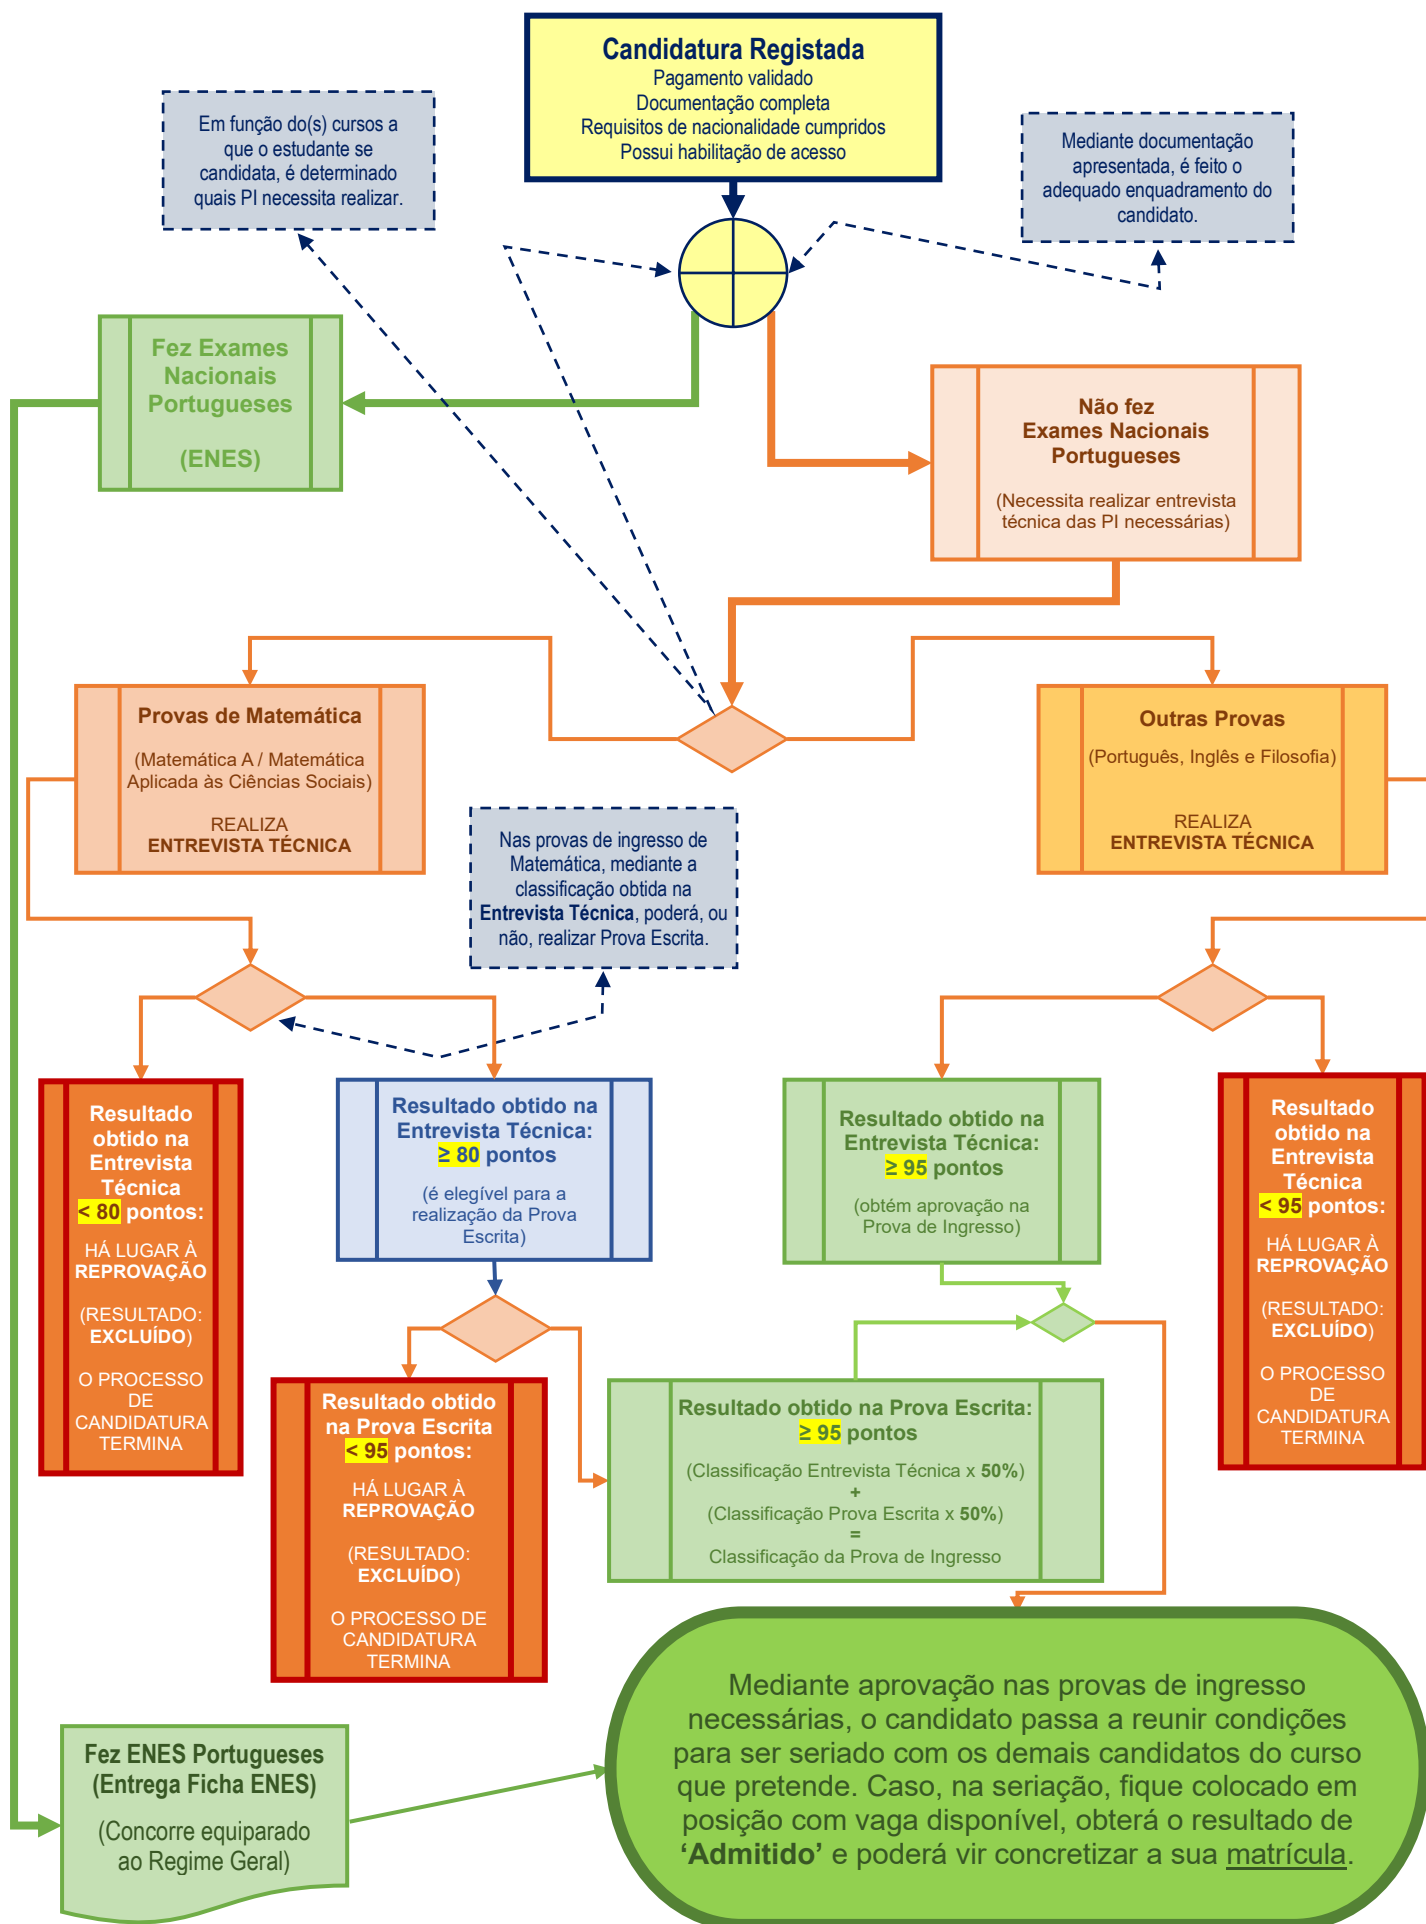 Candidatura Registada
Pagamento validado
Documentação completa
Requisitos de nacionalidade cumpridos
Possui habilitação de acesso
Em função do(s) cursos a
que o estudante se
candidata, é determinado
quais PI necessita realizar.
Mediante documentação
apresentada, é feito o
adequado enquadramento do
candidato.
Fez Exames
Nacionais
Portugueses
(ENES)
Não fez
Exames Nacionais
Portugueses
(Necessita realizar entrevista
técnica das PI necessárias)
Provas de Matemática
(Matemática A / Matemática
Aplicada às Ciências Sociais)
REALIZA
ENTREVISTA TÉCNICA
Outras Provas
(Português, Inglês e Filosofia)
REALIZA
ENTREVISTA TÉCNICA
Nas provas de ingresso de
Matemática, mediante a
classificação obtida na
Entrevista Técnica, poderá, ou
não, realizar Prova Escrita.
Resultado
obtido na
Entrevista
Técnica
< 80 pontos:
HÁ LUGAR À
REPROVAÇÃO
(RESULTADO:
EXCLUÍDO)
O PROCESSO
DE
CANDIDATURA
TERMINA
Resultado obtido na
Entrevista Técnica:
≥ 80 pontos
(é elegível para a
realização da Prova
Escrita)
Resultado obtido na
Entrevista Técnica:
≥ 95 pontos
(obtém aprovação na
Prova de Ingresso)
Resultado
obtido na
Entrevista
Técnica
< 95 pontos:
HÁ LUGAR À
REPROVAÇÃO
(RESULTADO:
EXCLUÍDO)
O PROCESSO
DE
CANDIDATURA
TERMINA
Resultado obtido
na Prova Escrita
< 95 pontos:
HÁ LUGAR À
REPROVAÇÃO
(RESULTADO:
EXCLUÍDO)
O PROCESSO DE
CANDIDATURA
TERMINA
Resultado obtido na Prova Escrita:
≥ 95 pontos
(Classificação Entrevista Técnica x 50%)
+
(Classificação Prova Escrita x 50%)
=
Classificação da Prova de Ingresso
Fez ENES Portugueses
(Entrega Ficha ENES)
(Concorre equiparado
ao Regime Geral)
Mediante aprovação nas provas de ingresso
necessárias, o candidato passa a reunir condições
para ser seriado com os demais candidatos do curso
que pretende. Caso, na seriação, fique colocado em
posição com vaga disponível, obterá o resultado de
‘Admitido’ e poderá vir concretizar a sua matrícula.